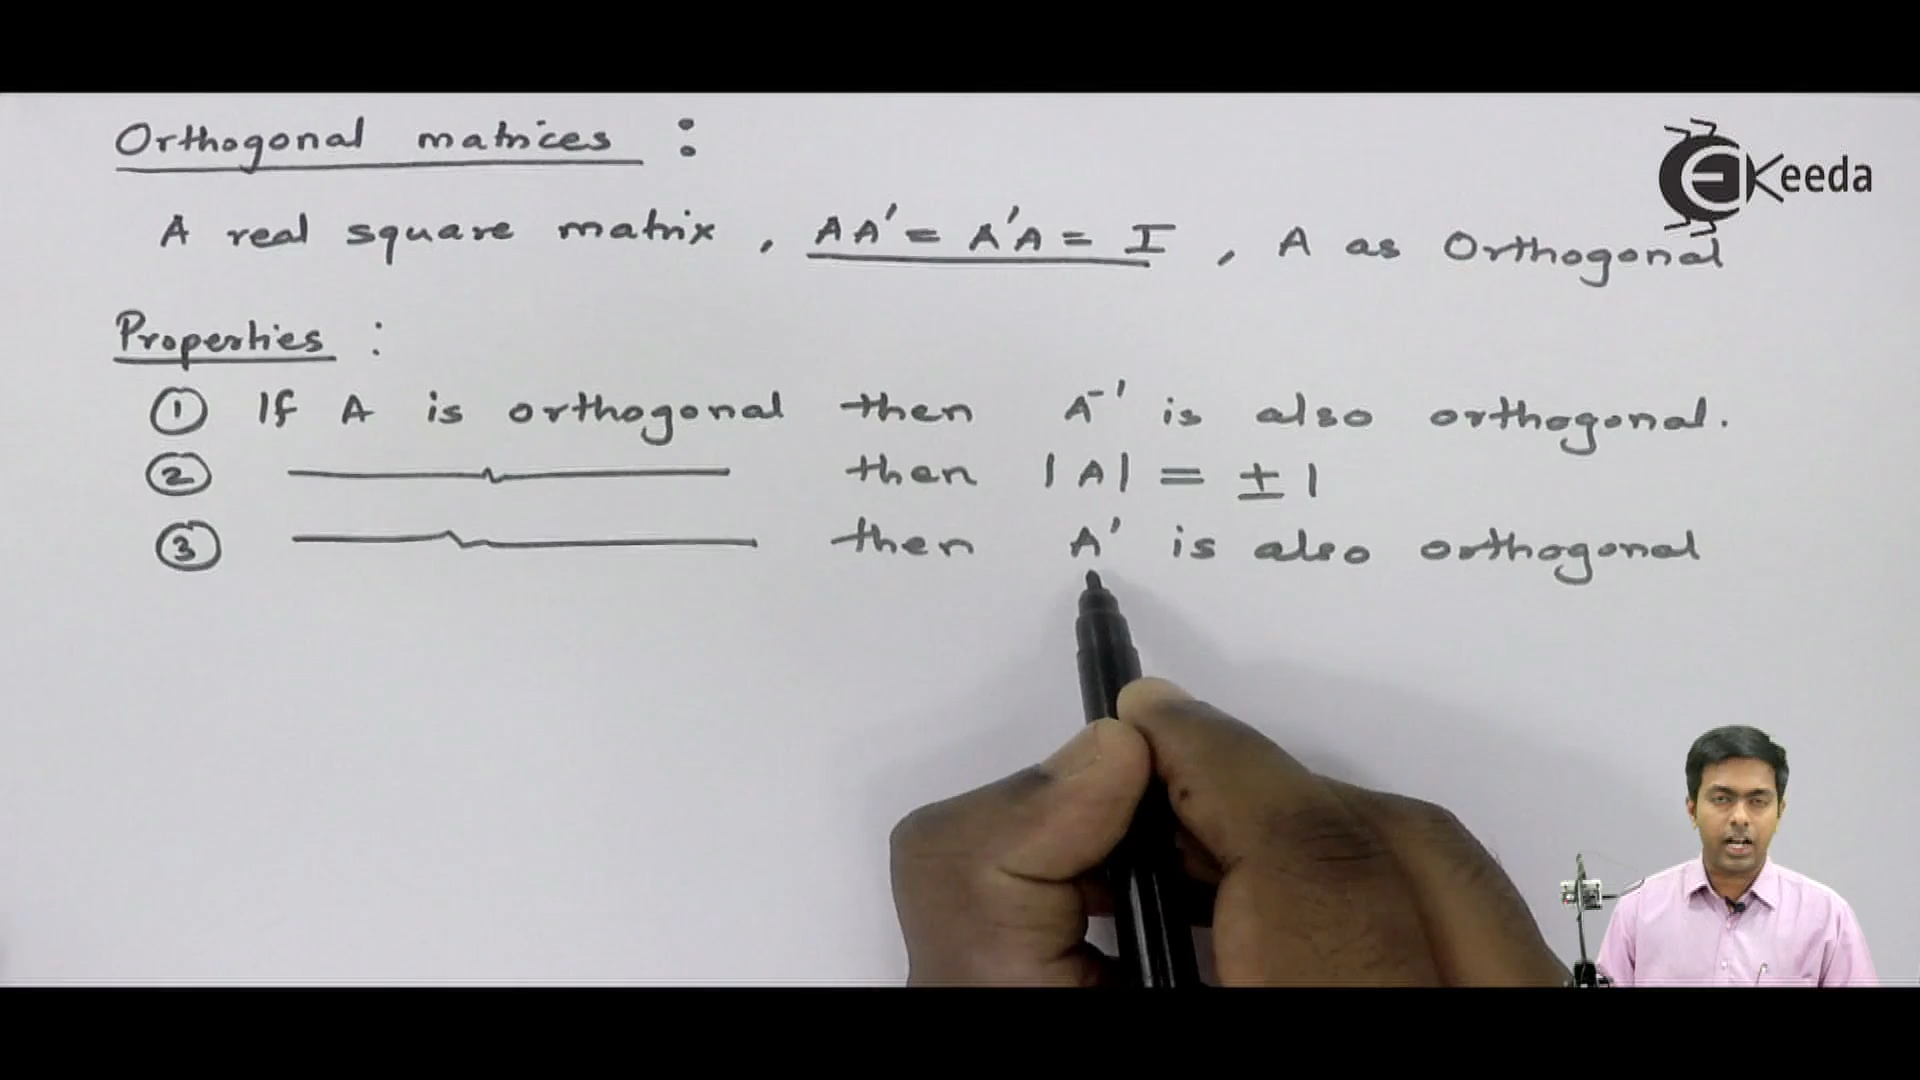 Orthogonal matrices :
EKeeda
A real square matrix , AA' = A'A = I , A as Orthogonal
Properties :
① If A is orthogonal then A⁻¹ is also orthogonal.
② then |A| = ± 1
③ then A' is also orthogonal